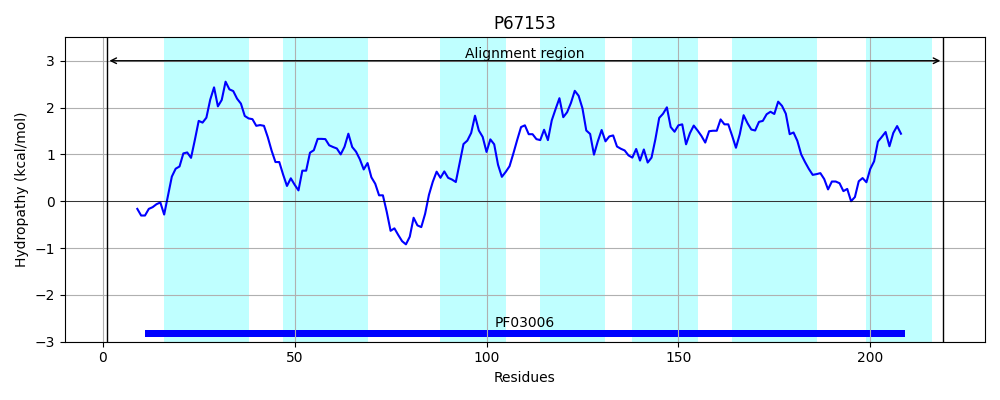 P67153
Alignment region
3
2
1
0
−1
−2
−3
Hydropathy (kcal/mol)
PF03006
0 50 100 150 200
Residues